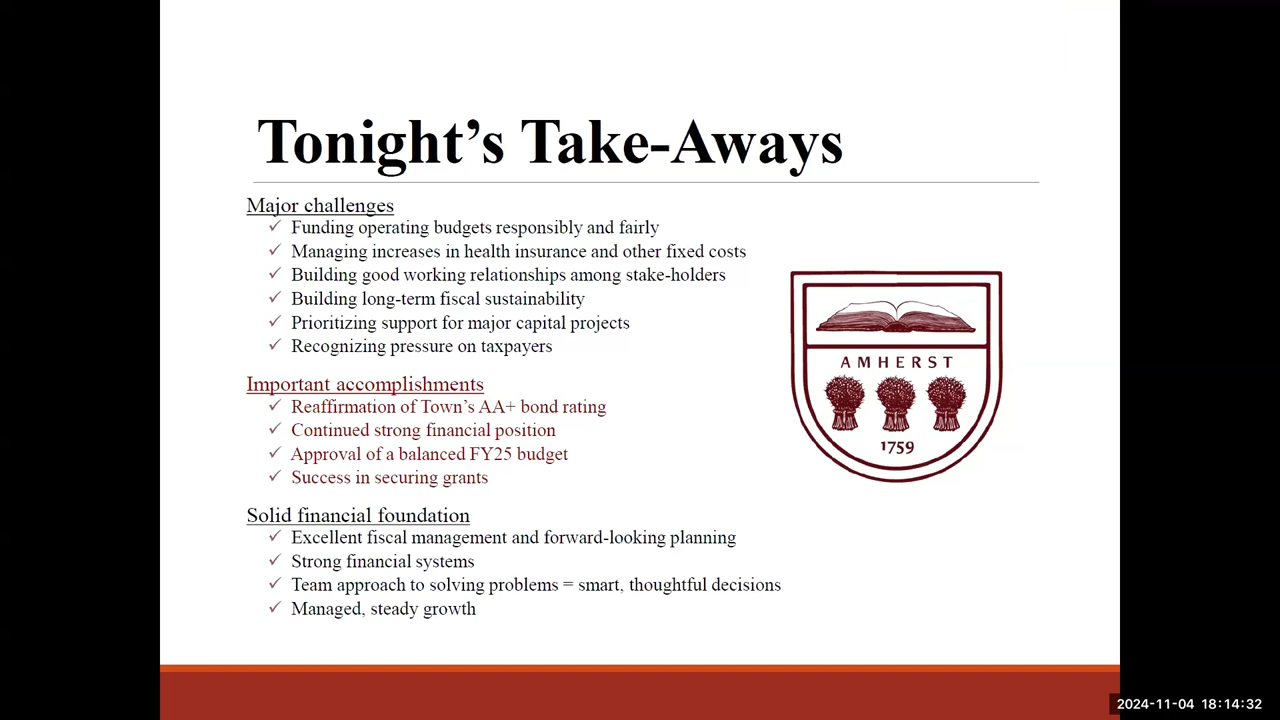 Tonight’s Take-Aways
Major challenges
✓ Funding operating budgets responsibly and fairly
✓ Managing increases in health insurance and other fixed costs
✓ Building good working relationships among stake-holders
✓ Building long-term fiscal sustainability
✓ Prioritizing support for major capital projects
✓ Recognizing pressure on taxpayers
Important accomplishments
✓ Reaffirmation of Town’s AA+ bond rating
✓ Continued strong financial position
✓ Approval of a balanced FY25 budget
✓ Success in securing grants
Solid financial foundation
✓ Excellent fiscal management and forward-looking planning
✓ Strong financial systems
✓ Team approach to solving problems = smart, thoughtful decisions
✓ Managed, steady growth
AMHERST
1759
2024-11-04 18:14:32